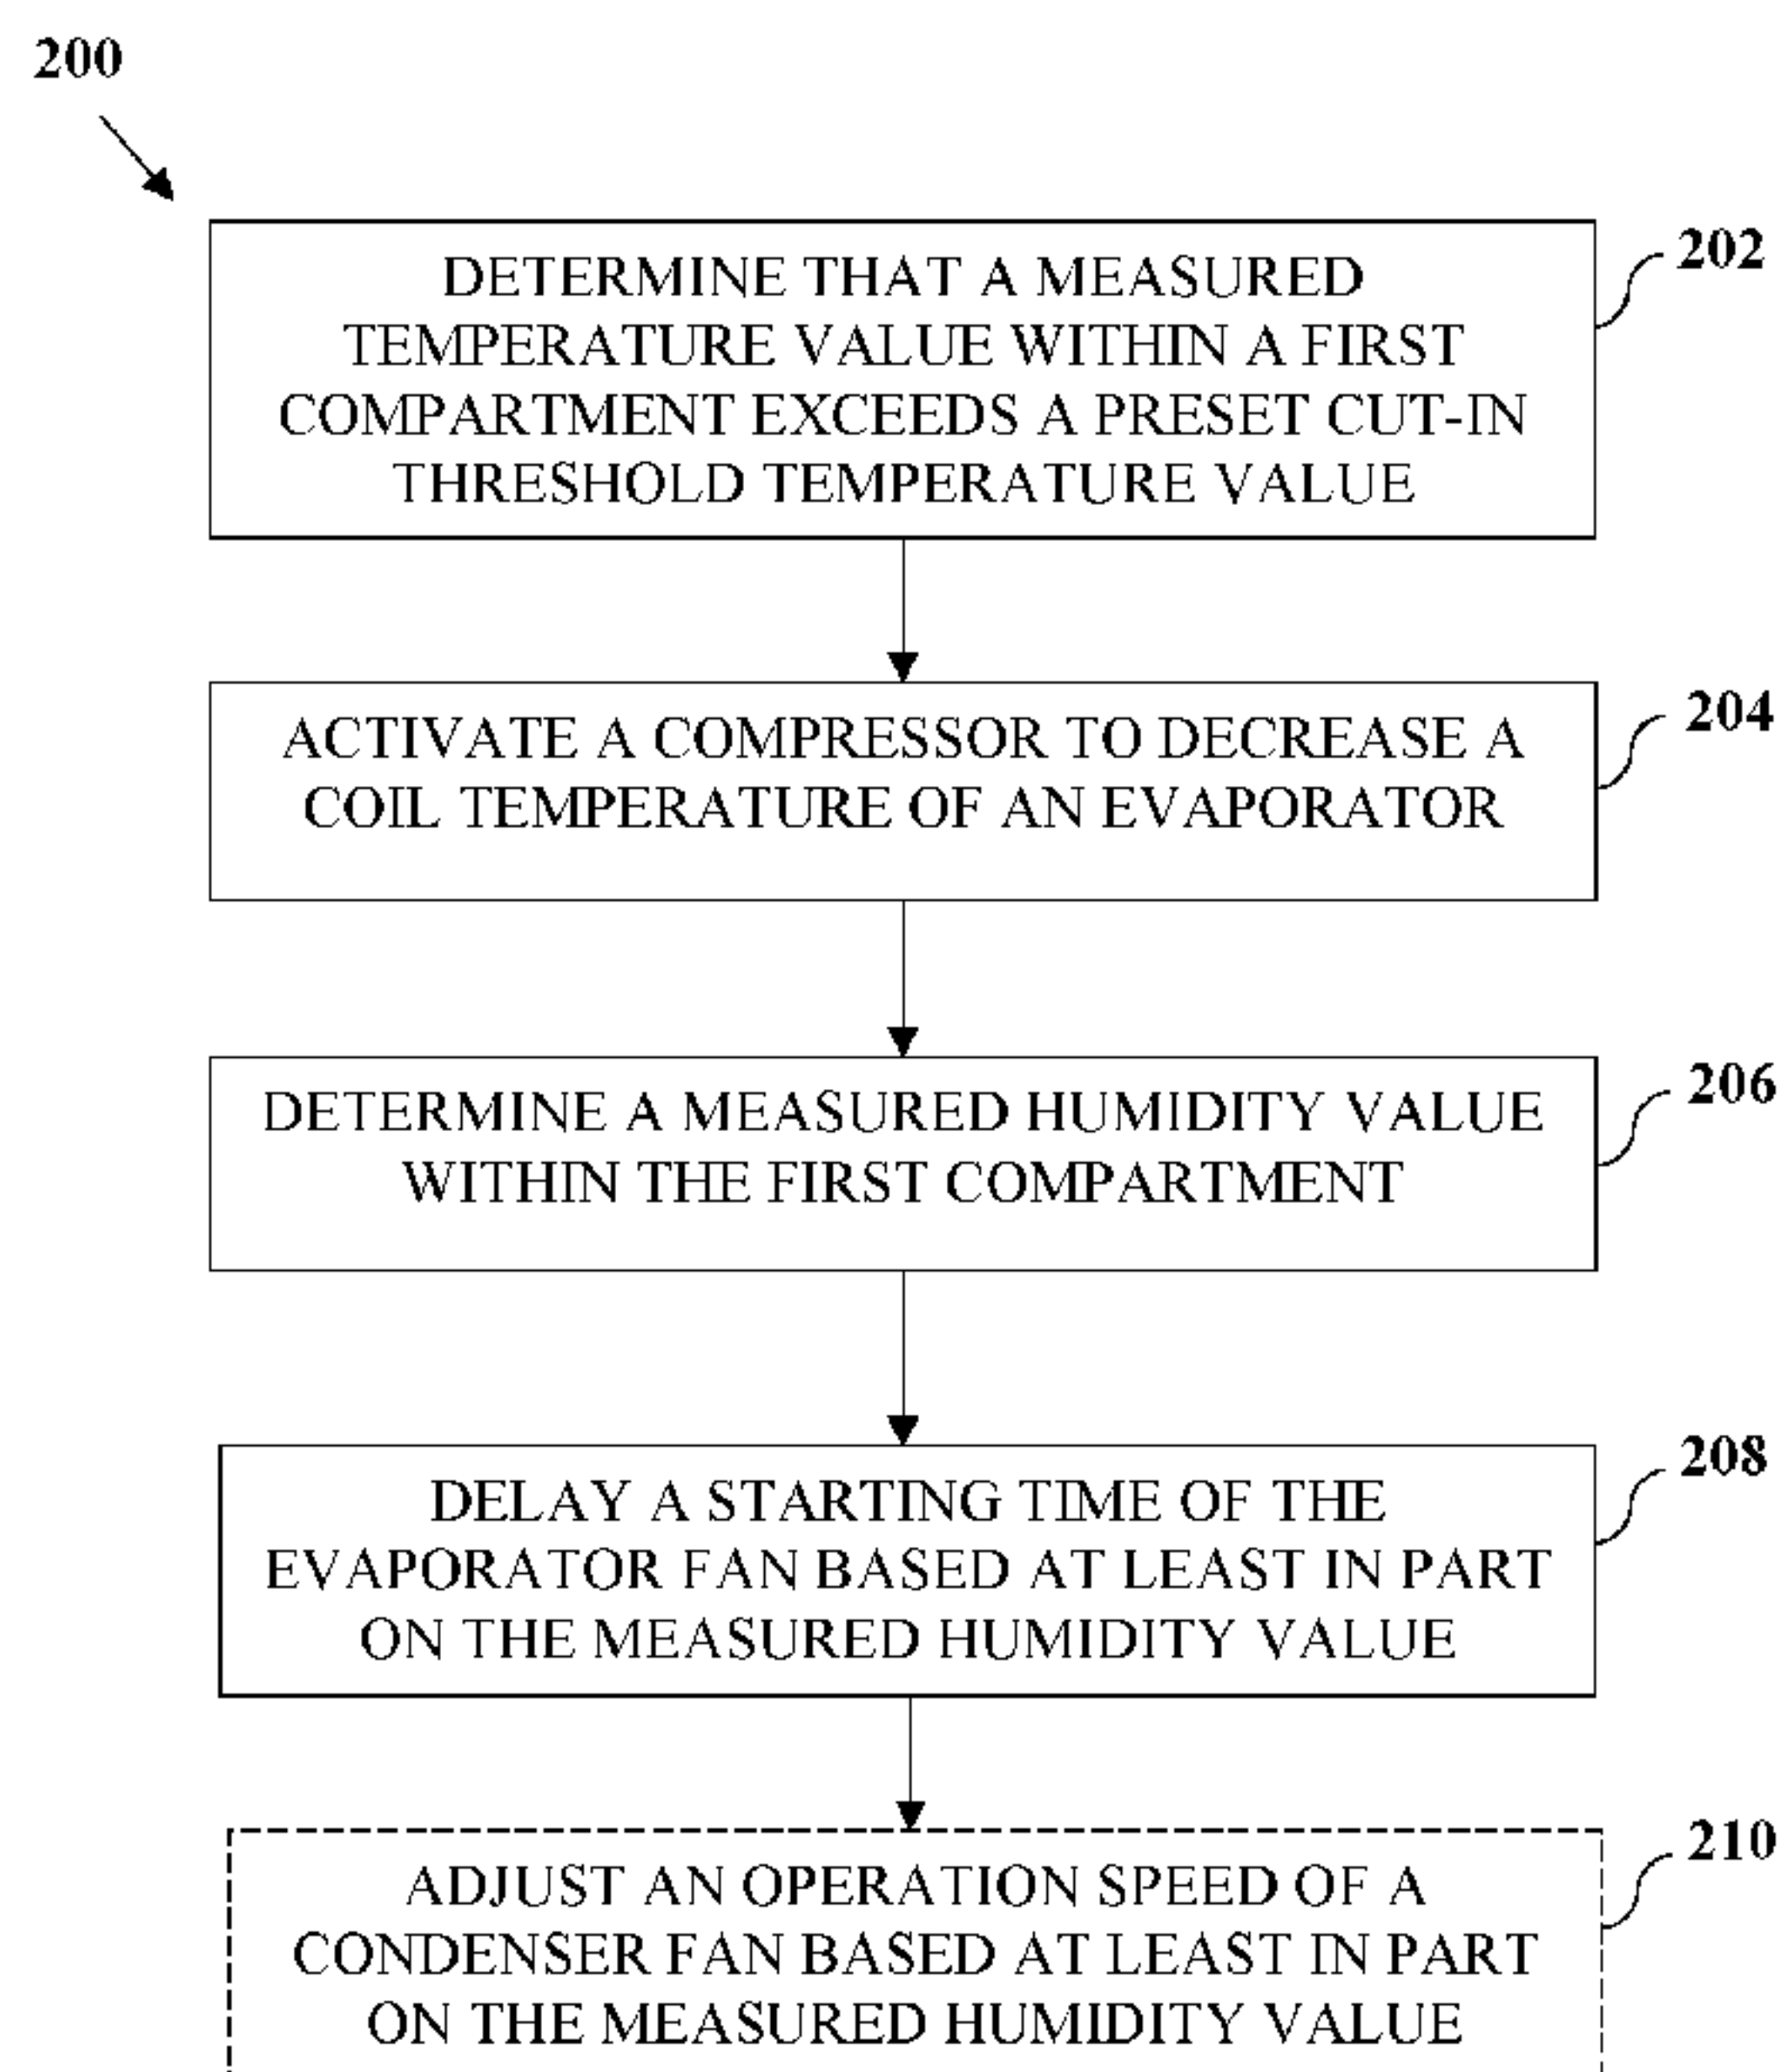 200
DETERMINE THAT A MEASURED
TEMPERATURE VALUE WITHIN A FIRST
COMPARTMENT EXCEEDS A PRESET CUT-IN
THRESHOLD TEMPERATURE VALUE
202
ACTIVATE A COMPRESSOR TO DECREASE A
COIL TEMPERATURE OF AN EVAPORATOR
204
DETERMINE A MEASURED HUMIDITY VALUE
WITHIN THE FIRST COMPARTMENT
206
DELAY A STARTING TIME OF THE
EVAPORATOR FAN BASED AT LEAST IN PART
ON THE MEASURED HUMIDITY VALUE
208
ADJUST AN OPERATION SPEED OF A
CONDENSER FAN BASED AT LEAST IN PART
ON THE MEASURED HUMIDITY VALUE
210